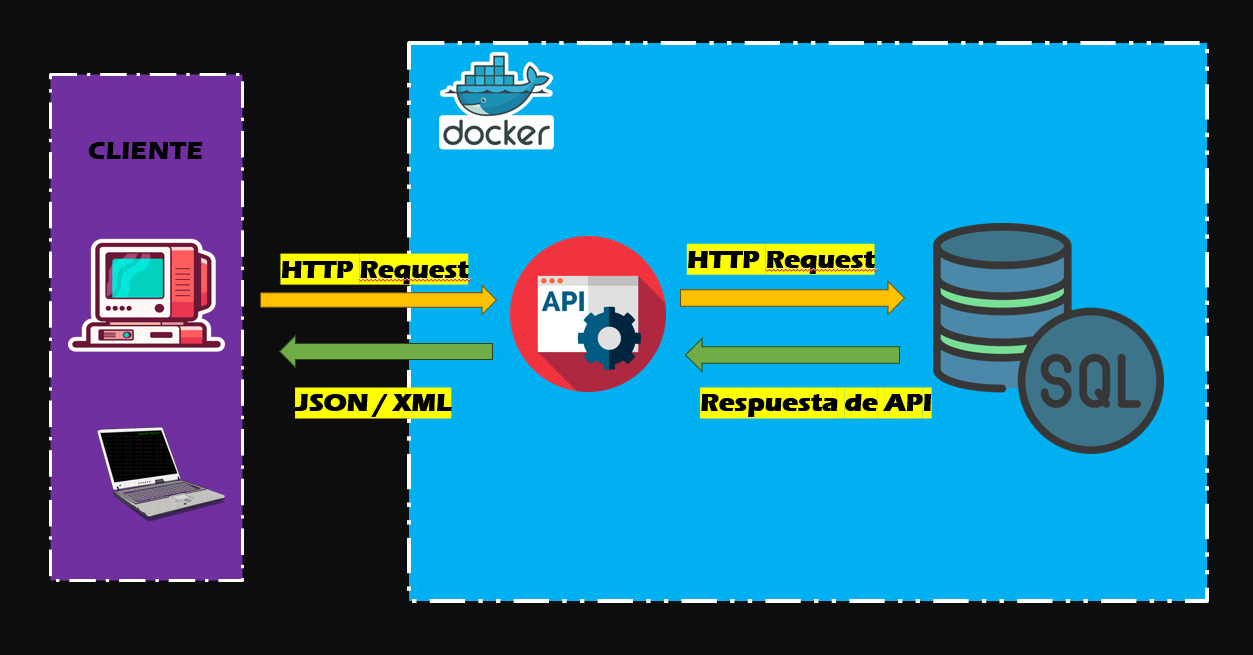 docker
CLIENTE
HTTP Request
HTTP Request
API
JSON / XML
Respuesta de API
SQL